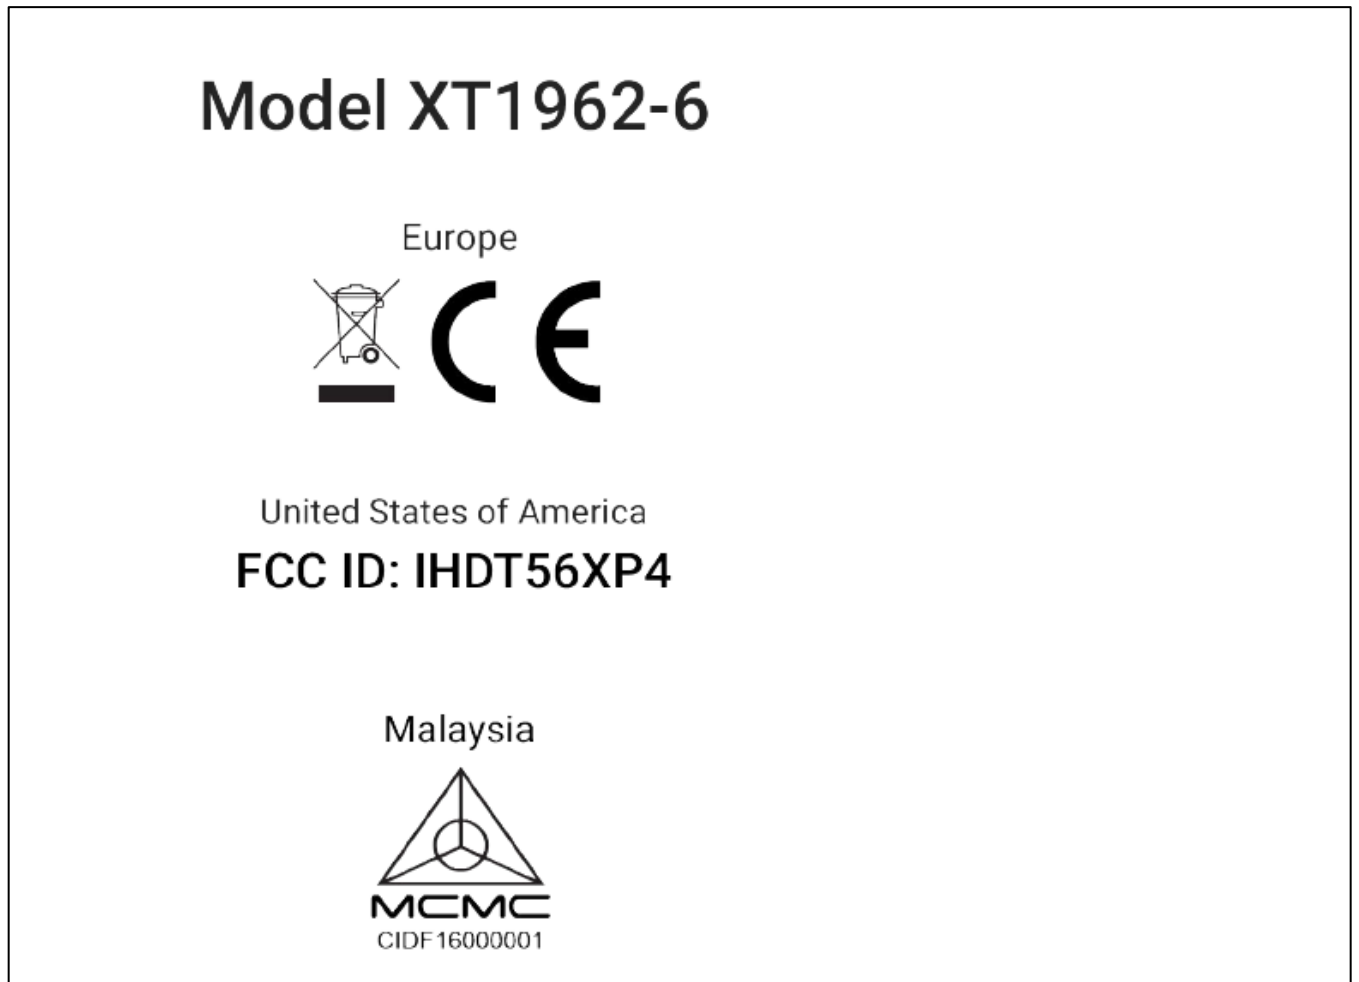 Model XT1962-6
Europe
CE
United States of America
FCC ID: IHDT56XP4
Malaysia
MCMC
CIDF16000001